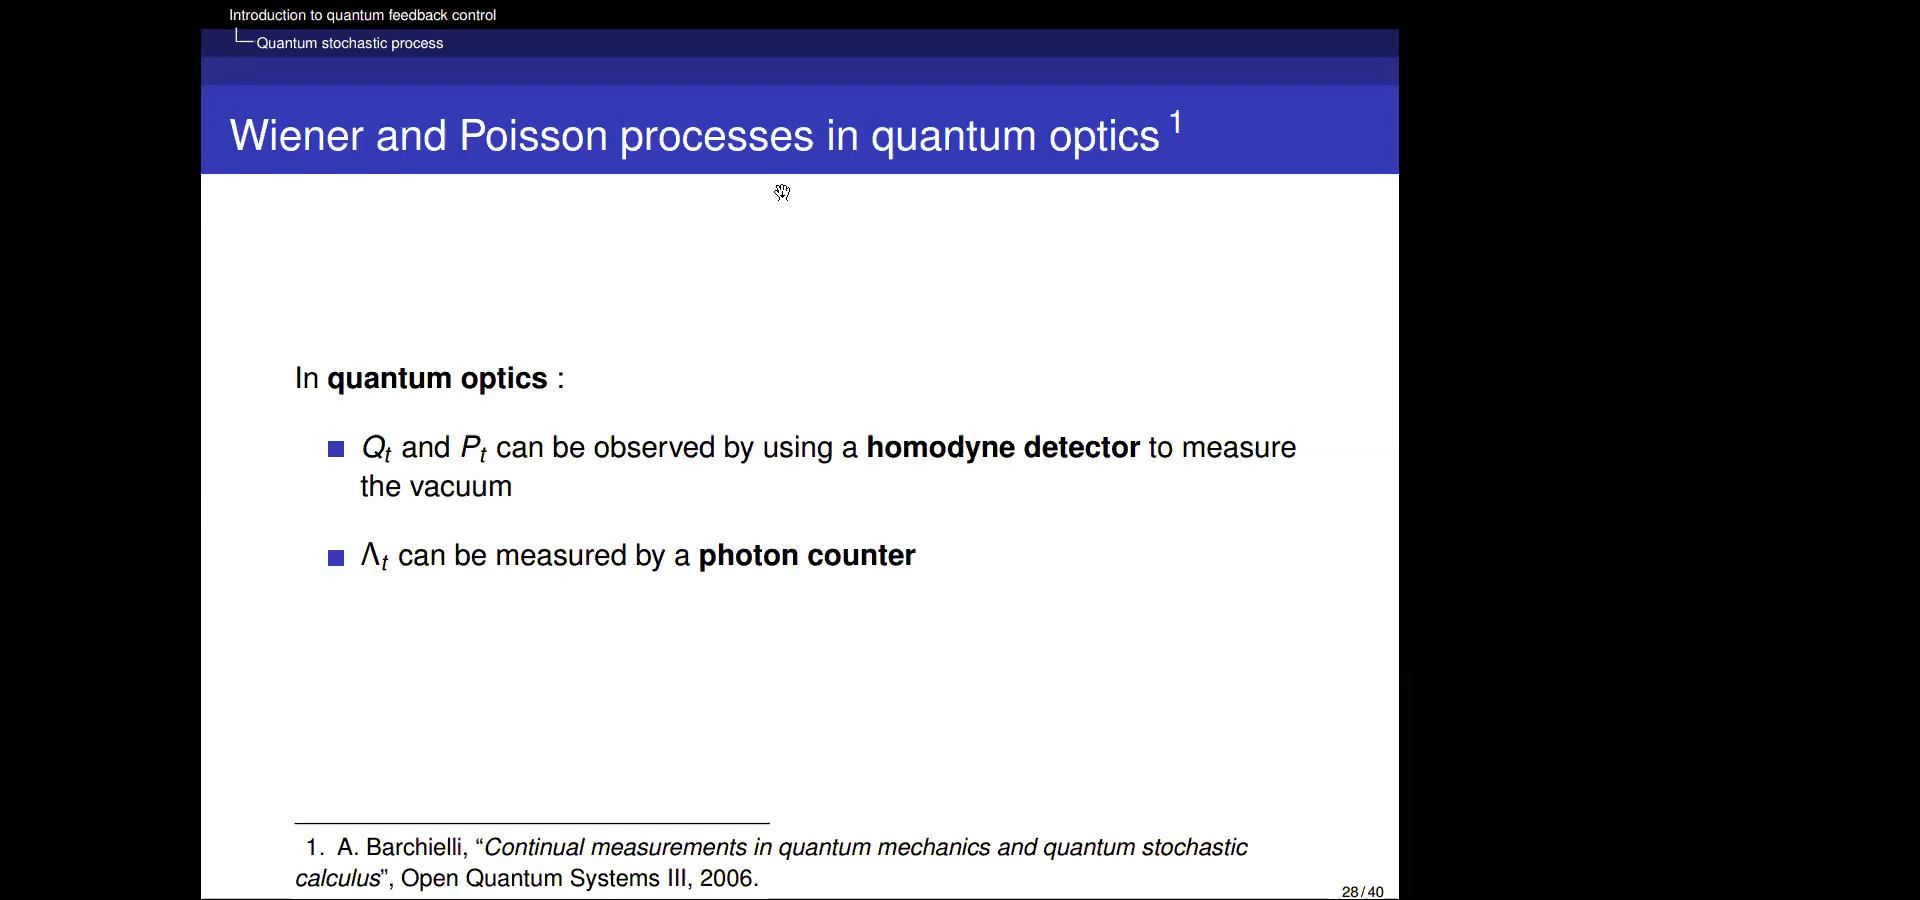 Introduction to quantum feedback control
Quantum stochastic process
Wiener and Poisson processes in quantum optics 1
In quantum optics :
Qt and Pt can be observed by using a homodyne detector to measure
the vacuum
Λt can be measured by a photon counter
1. A. Barchielli, “Continual measurements in quantum mechanics and quantum stochastic
calculus”, Open Quantum Systems III, 2006.
28/40